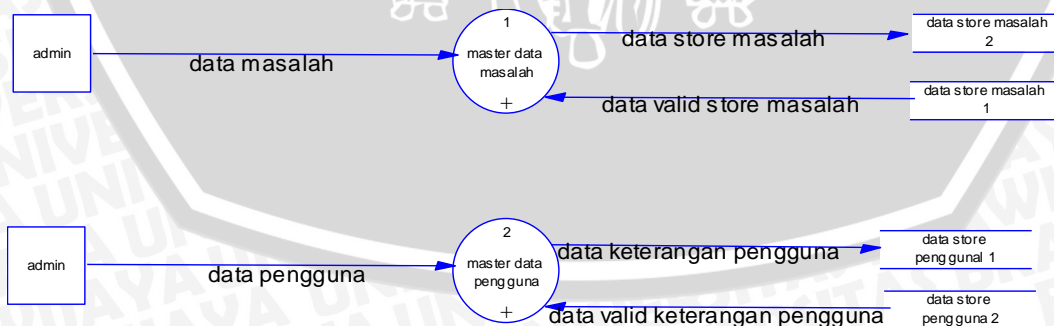 1
data store masalah
2
admin
master data
masalah
data store masalah
data masalah
data store masalah
1
data valid store masalah
+
2
data store
penggunal 1
admin
master data
pengguna
data keterangan pengguna
data pengguna
data store
pengguna 2
+
data valid keterangan pengguna